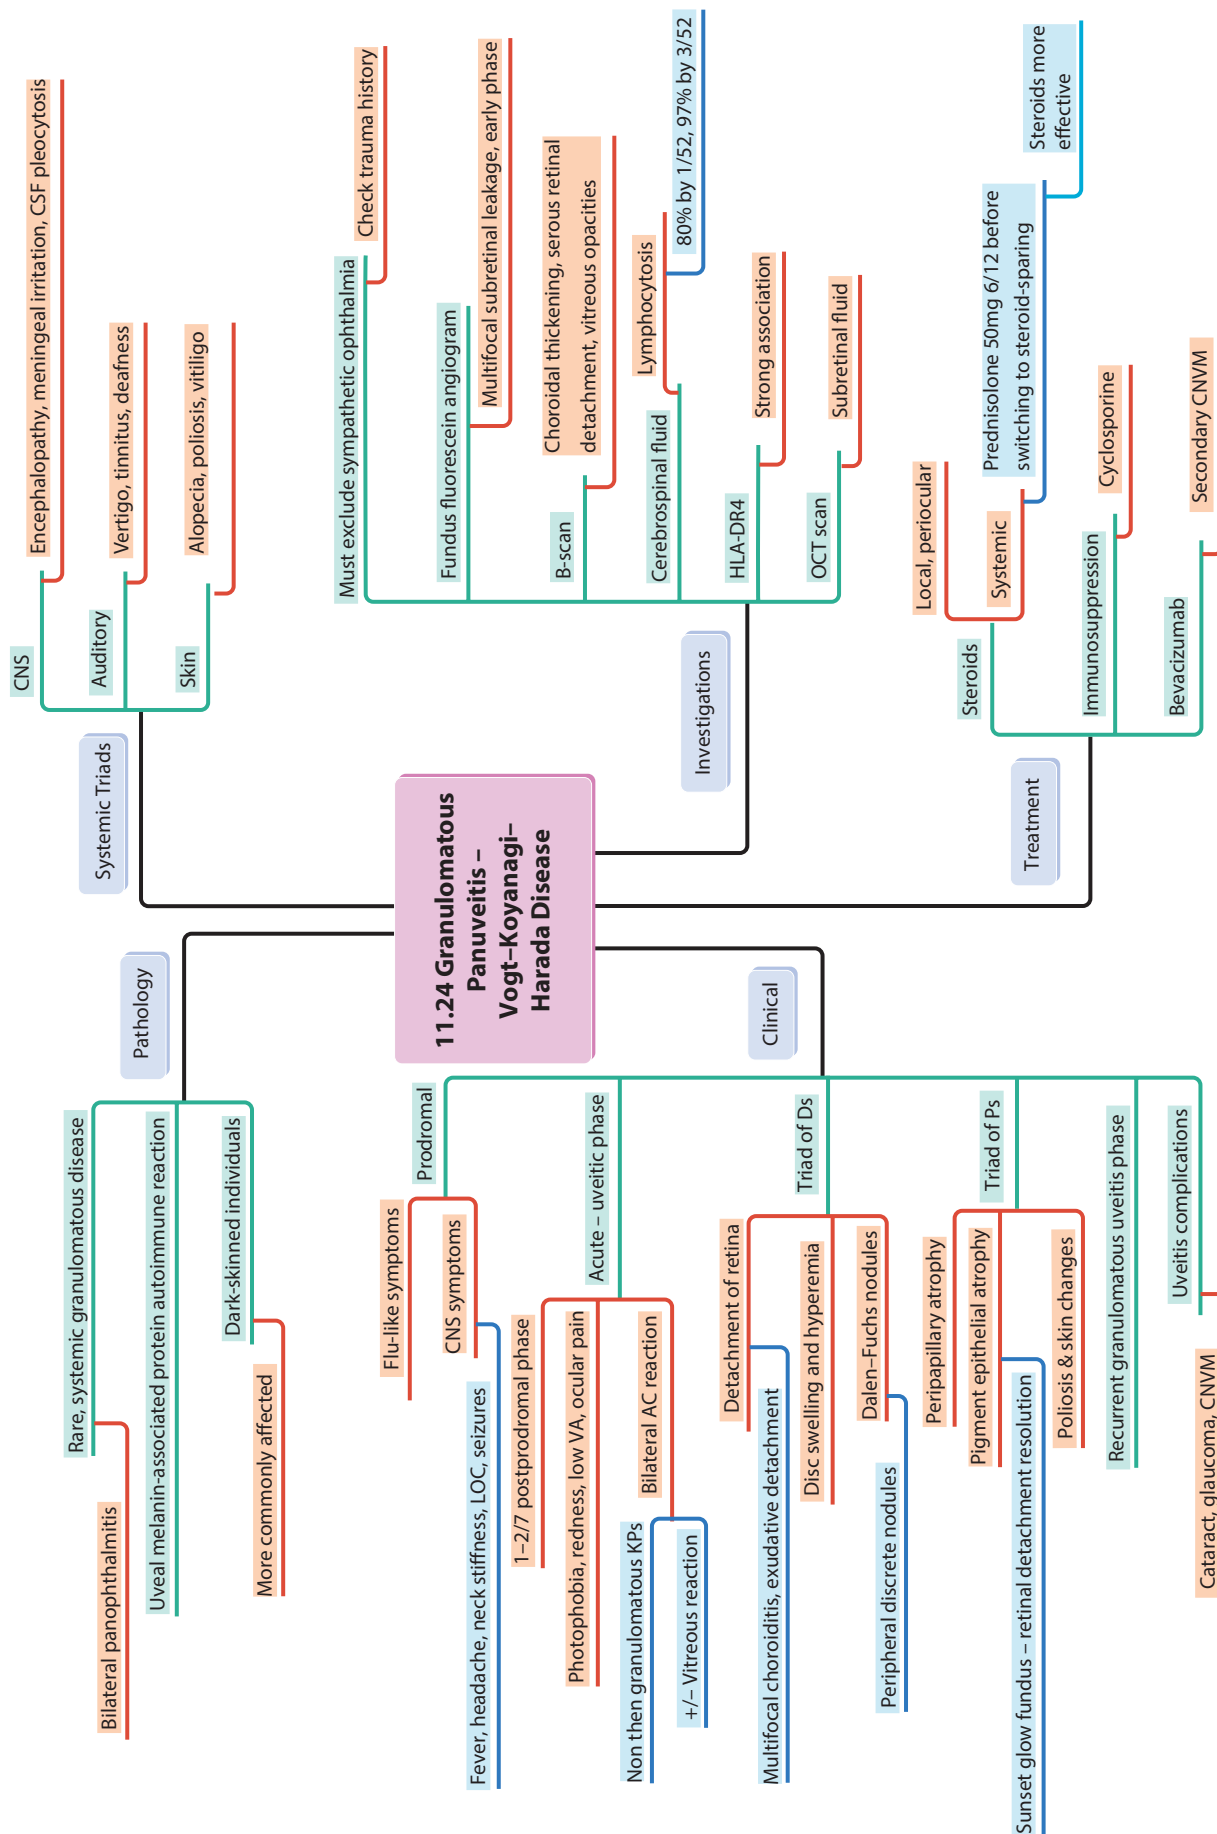 11.24 Granulomatous
Panuveitis –
Vogt–Koyanagi–
Harada Disease
Pathology
Rare, systemic granulomatous disease
Bilateral panophthalmitis
Uveal melanin-associated protein autoimmune reaction
Dark-skinned individuals
More commonly affected
Clinical
Prodromal
Flu-like symptoms
CNS symptoms
Fever, headache, neck stiffness, LOC, seizures
Acute – uveitic phase
1–2/7 postprodromal phase
Photophobia, redness, low VA, ocular pain
Bilateral AC reaction
Non then granulomatous KPs
+/– Vitreous reaction
Triad of Ds
Detachment of retina
Multifocal choroiditis, exudative detachment
Disc swelling and hyperemia
Dalen–Fuchs nodules
Peripheral discrete nodules
Triad of Ps
Peripapillary atrophy
Pigment epithelial atrophy
Sunset glow fundus – retinal detachment resolution
Poliosis & skin changes
Recurrent granulomatous uveitis phase
Uveitis complications
Cataract, glaucoma, CNVM
Systemic Triads
CNS
Encephalopathy, meningeal irritation, CSF pleocytosis
Auditory
Vertigo, tinnitus, deafness
Skin
Alopecia, poliosis, vitiligo
Investigations
Must exclude sympathetic ophthalmia
Check trauma history
Fundus fluorescein angiogram
Multifocal subretinal leakage, early phase
B-scan
Choroidal thickening, serous retinal
detachment, vitreous opacities
Cerebrospinal fluid
Lymphocytosis
80% by 1/52, 97% by 3/52
HLA-DR4
Strong association
OCT scan
Subretinal fluid
Treatment
Steroids
Local, periocular
Systemic
Prednisolone 50mg 6/12 before
switching to steroid-sparing
Steroids more
effective
Immunosuppression
Cyclosporine
Bevacizumab
Secondary CNVM